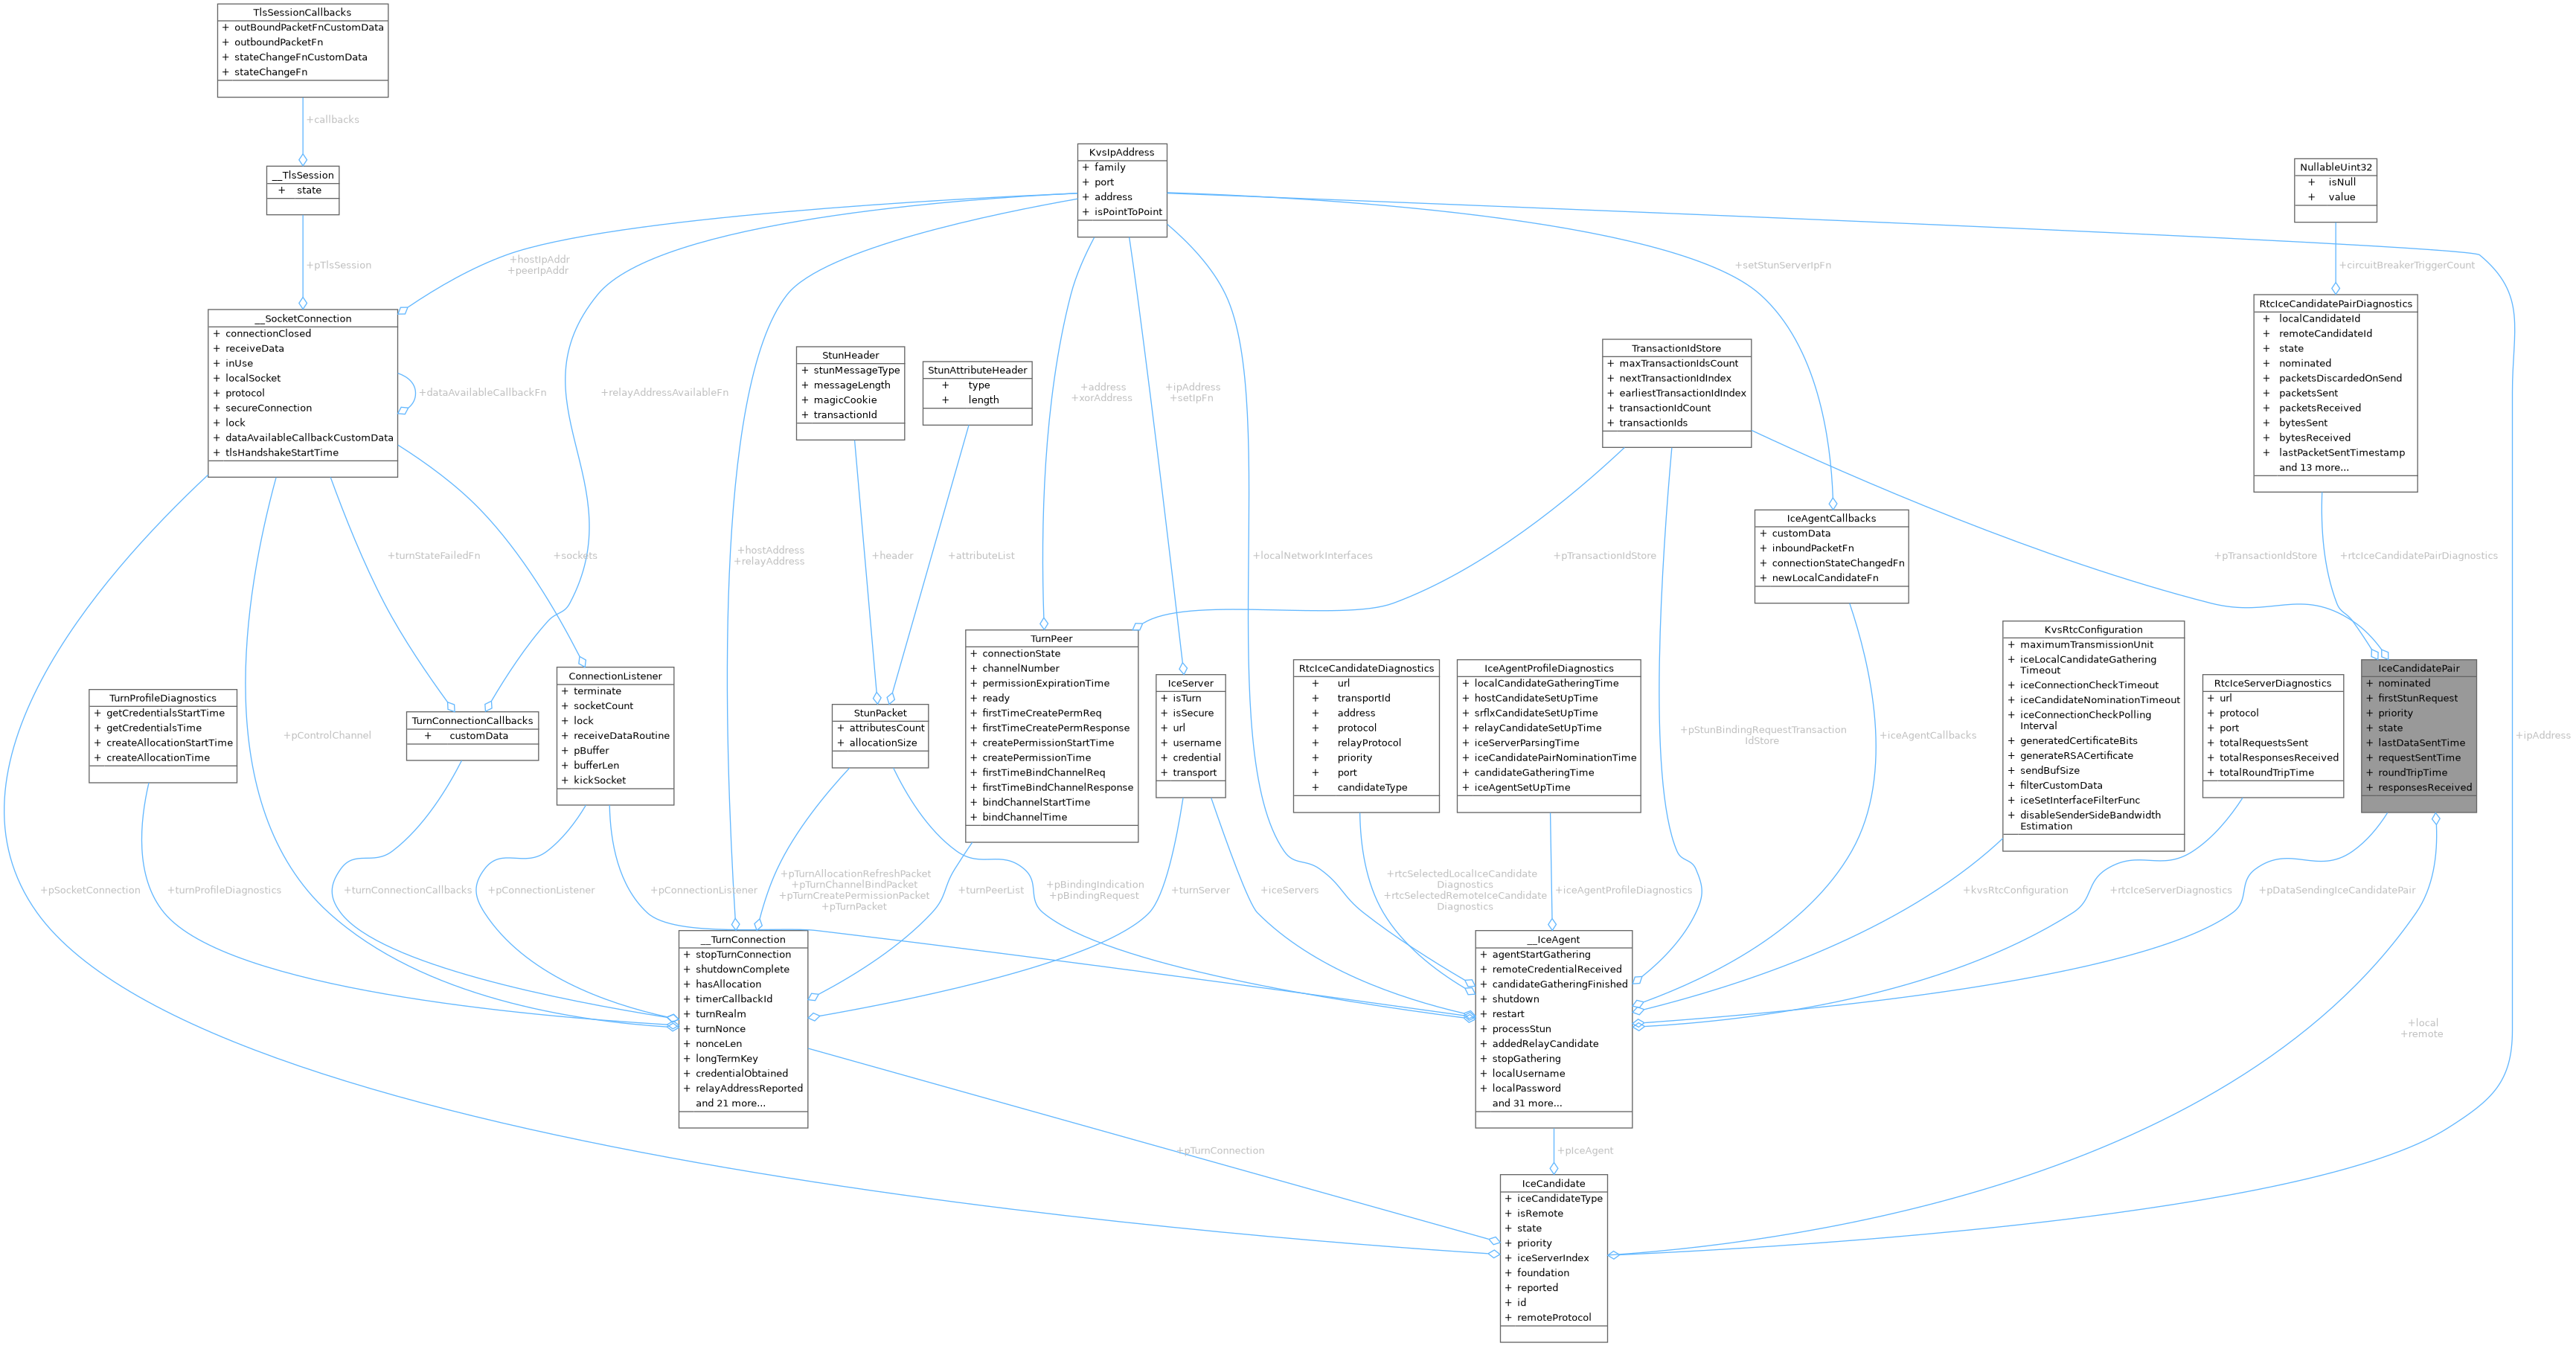 TlsSessionCallbacks
+ outBoundPacketFnCustomData
+ outboundPacketFn
+ stateChangeFnCustomData
+ stateChangeFn
+callbacks
__TlsSession
+ state
+pTlsSession
KvsIpAddress
+ family
+ port
+ address
+ isPointToPoint
NullableUint32
+ isNull
+ value
+hostIpAddr
+peerIpAddr
+setStunServerIpFn
+circuitBreakerTriggerCount
__SocketConnection
+ connectionClosed
+ receiveData
+ inUse
+ localSocket
+ protocol
+ secureConnection
+ lock
+ dataAvailableCallbackCustomData
+ tlsHandshakeStartTime
+dataAvailableCallbackFn
+relayAddressAvailableFn
StunHeader
+ stunMessageType
+ messageLength
+ magicCookie
+ transactionId
StunAttributeHeader
+ type
+ length
+address
+xorAddress
+ipAddress
+setIpFn
TransactionIdStore
+ maxTransactionIdsCount
+ nextTransactionIdIndex
+ earliestTransactionIdIndex
+ transactionIdCount
+ transactionIds
RtcIceCandidatePairDiagnostics
+ localCandidateId
+ remoteCandidateId
+ state
+ nominated
+ packetsDiscardedOnSend
+ packetsSent
+ packetsReceived
+ bytesSent
+ bytesReceived
+ lastPacketSentTimestamp
and 13 more...
+turnStateFailedFn
+sockets
+hostAddress
+relayAddress
+header
+attributeList
+localNetworkInterfaces
+pTransactionIdStore
IceAgentCallbacks
+ customData
+ inboundPacketFn
+ connectionStateChangedFn
+ newLocalCandidateFn
+pTransactionIdStore
+rtcIceCandidatePairDiagnostics
TurnProfileDiagnostics
+ getCredentialsStartTime
+ getCredentialsTime
+ createAllocationStartTime
+ createAllocationTime
+pControlChannel
TurnConnectionCallbacks
+ customData
ConnectionListener
+ terminate
+ socketCount
+ lock
+ receiveDataRoutine
+ pBuffer
+ bufferLen
+ kickSocket
StunPacket
+ attributesCount
+ allocationSize
TurnPeer
+ connectionState
+ channelNumber
+ permissionExpirationTime
+ ready
+ firstTimeCreatePermReq
+ firstTimeCreatePermResponse
+ createPermissionStartTime
+ createPermissionTime
+ firstTimeBindChannelReq
+ firstTimeBindChannelResponse
+ bindChannelStartTime
+ bindChannelTime
IceServer
+ isTurn
+ isSecure
+ url
+ username
+ credential
+ transport
RtcIceCandidateDiagnostics
+ url
+ transportId
+ address
+ protocol
+ relayProtocol
+ priority
+ port
+ candidateType
IceAgentProfileDiagnostics
+ localCandidateGatheringTime
+ hostCandidateSetUpTime
+ srflxCandidateSetUpTime
+ relayCandidateSetUpTime
+ iceServerParsingTime
+ iceCandidatePairNominationTime
+ candidateGatheringTime
+ iceAgentSetUpTime
+pStunBindingRequestTransaction
IdStore
+iceAgentCallbacks
KvsRtcConfiguration
+ maximumTransmissionUnit
+ iceLocalCandidateGathering
Timeout
+ iceConnectionCheckTimeout
+ iceCandidateNominationTimeout
+ iceConnectionCheckPolling
Interval
+ generatedCertificateBits
+ generateRSACertificate
+ sendBufSize
+ filterCustomData
+ iceSetInterfaceFilterFunc
+ disableSenderSideBandwidth
Estimation
RtcIceServerDiagnostics
+ url
+ protocol
+ port
+ totalRequestsSent
+ totalResponsesReceived
+ totalRoundTripTime
IceCandidatePair
+ nominated
+ firstStunRequest
+ priority
+ state
+ lastDataSentTime
+ requestSentTime
+ roundTripTime
+ responsesReceived
+ipAddress
+pSocketConnection
+turnProfileDiagnostics
+turnConnectionCallbacks
+pConnectionListener
+pConnectionListener
+pTurnAllocationRefreshPacket
+pTurnChannelBindPacket
+pTurnCreatePermissionPacket
+pTurnPacket
+turnPeerList
+pBindingIndication
+pBindingRequest
+turnServer
+iceServers
+rtcSelectedLocalIceCandidate
Diagnostics
+rtcSelectedRemoteIceCandidate
Diagnostics
+iceAgentProfileDiagnostics
+kvsRtcConfiguration
+rtcIceServerDiagnostics
+pDataSendingIceCandidatePair
__TurnConnection
+ stopTurnConnection
+ shutdownComplete
+ hasAllocation
+ timerCallbackId
+ turnRealm
+ turnNonce
+ nonceLen
+ longTermKey
+ credentialObtained
+ relayAddressReported
and 21 more...
__IceAgent
+ agentStartGathering
+ remoteCredentialReceived
+ candidateGatheringFinished
+ shutdown
+ restart
+ processStun
+ addedRelayCandidate
+ stopGathering
+ localUsername
+ localPassword
and 31 more...
+local
+remote
+pTurnConnection
+pIceAgent
IceCandidate
+ iceCandidateType
+ isRemote
+ state
+ priority
+ iceServerIndex
+ foundation
+ reported
+ id
+ remoteProtocol